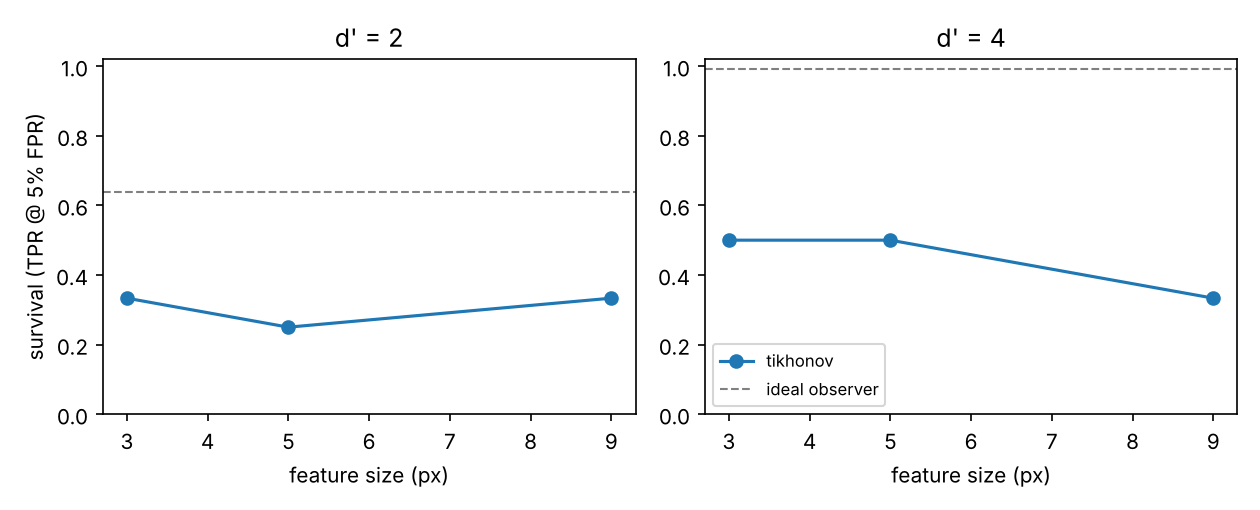 d' = 2
survival (TPR @ 5% FPR)
1.0
0.8
0.6
0.4
0.2
0.0
3 4 5 6 7 8 9
feature size (px)
d' = 4
1.0
0.8
0.6
0.4
0.2
0.0
tikhonov
ideal observer
3 4 5 6 7 8 9
feature size (px)